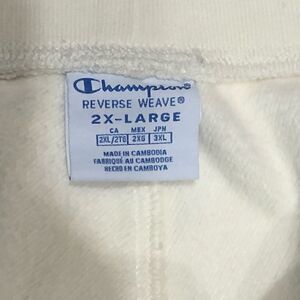 Champion
REVERSE WEAVE®
2X-LARGE
CA MEX JPN
2XL/2TG 2XG 3XL
MADE IN CAMBODIA
FABRIQUÉ AU CAMBODGE
HECHO EN CAMBOYA